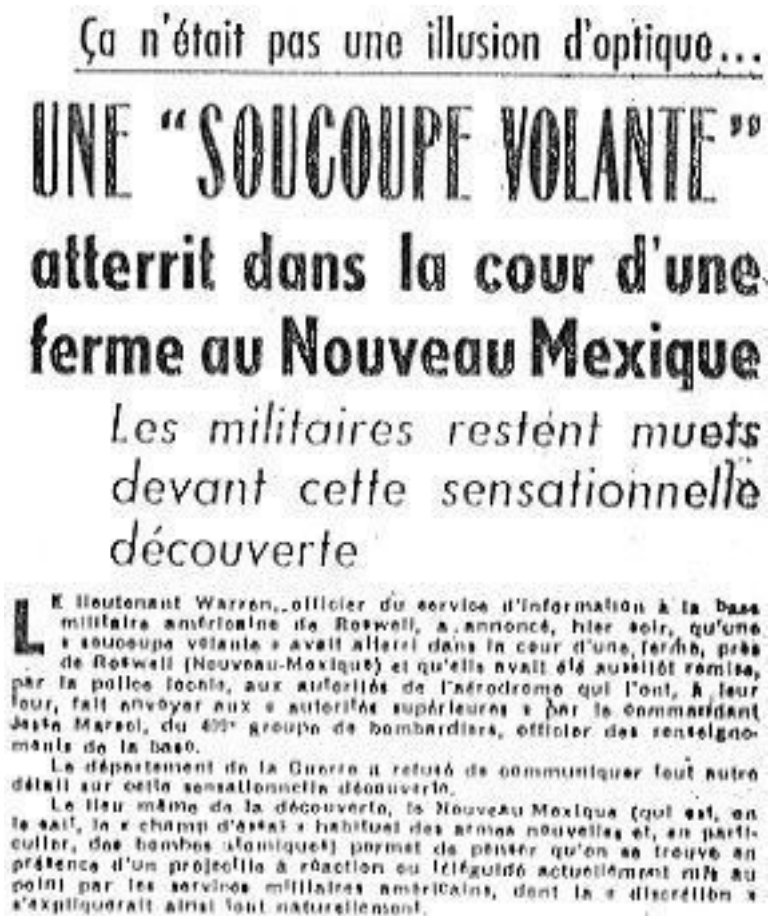 Ça n'était pas une illusion d'optique...
UNE "SOUCOUPE VOLANTE"
atterrit dans la cour d'une
ferme au Nouveau Mexique
Les militaires restent muets
devant cette sensationnelle
découverte
LE lieutenant Warren, officier du service d'information à la base
militaire américaine de Roswell, a annoncé, hier soir, qu'une
« soucoupe volante » avait atterri dans la cour d'une ferme, près
de Roswell (Nouveau-Mexique) et qu'elle avait été aussitôt remise,
par la police locale, aux autorités de l'aérodrome qui l'ont, à leur
tour, fait envoyer aux « autorités supérieures » par le commandant
Marcel, du groupe de bombardiers, officier des renseigne-
ments de la base.
Le département de la Guerre a refusé de communiquer tout autre
détail sur cette sensationnelle découverte.
Le lieu même de la découverte, le Nouveau Mexique (qui est, on
le sait, le « champ d'essai » habituel des armes nouvelles et, en parti-
culier, des bombes atomiques) permet de penser qu'on se trouve en
présence d'un projectile à réaction ou téléguidé actuellement mis au
point par les services militaires américains, dont la « discrétion »
s'expliquerait ainsi tout naturellement.